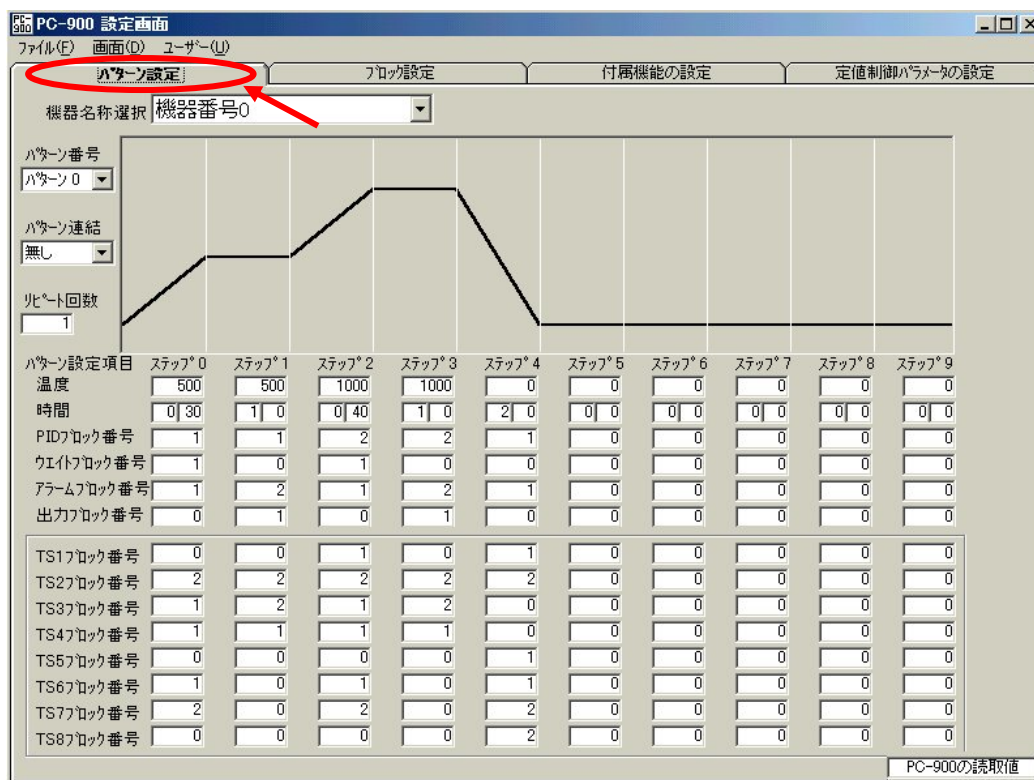 PC-900 PC-900 設定画面
ファイル(F) 画面(D) ユーザー(U)
パターン設定 ブロック設定 付属機能の設定 定値制御パラメータの設定
機器名称選択 機器番号0
パターン番号
パターン 0
パターン連結
無し
リピート回数
1
パターン設定項目 ステップ0 ステップ1 ステップ2 ステップ3 ステップ4 ステップ5 ステップ6 ステップ7 ステップ8 ステップ9
温度 500 500 1000 1000 0 0 0 0 0 0
時間 0 30 1 0 0 40 1 0 2 0 0 0 0 0 0 0 0 0 0 0
PIDブロック番号 1 1 2 2 1 0 0 0 0 0
ウエイトブロック番号 1 0 1 0 0 0 0 0 0 0
アラームブロック番号 1 2 1 2 1 0 0 0 0 0
出力ブロック番号 0 1 0 1 0 0 0 0 0 0
TS1ブロック番号 0 0 1 0 1 0 0 0 0 0
TS2ブロック番号 2 2 2 2 2 0 0 0 0 0
TS3ブロック番号 1 2 1 2 0 0 0 0 0 0
TS4ブロック番号 1 1 1 1 0 0 0 0 0 0
TS5ブロック番号 0 0 0 0 1 0 0 0 0 0
TS6ブロック番号 1 0 1 0 1 0 0 0 0 0
TS7ブロック番号 2 0 2 0 2 0 0 0 0 0
TS8ブロック番号 0 0 0 0 2 0 0 0 0 0
PC-900の読取値